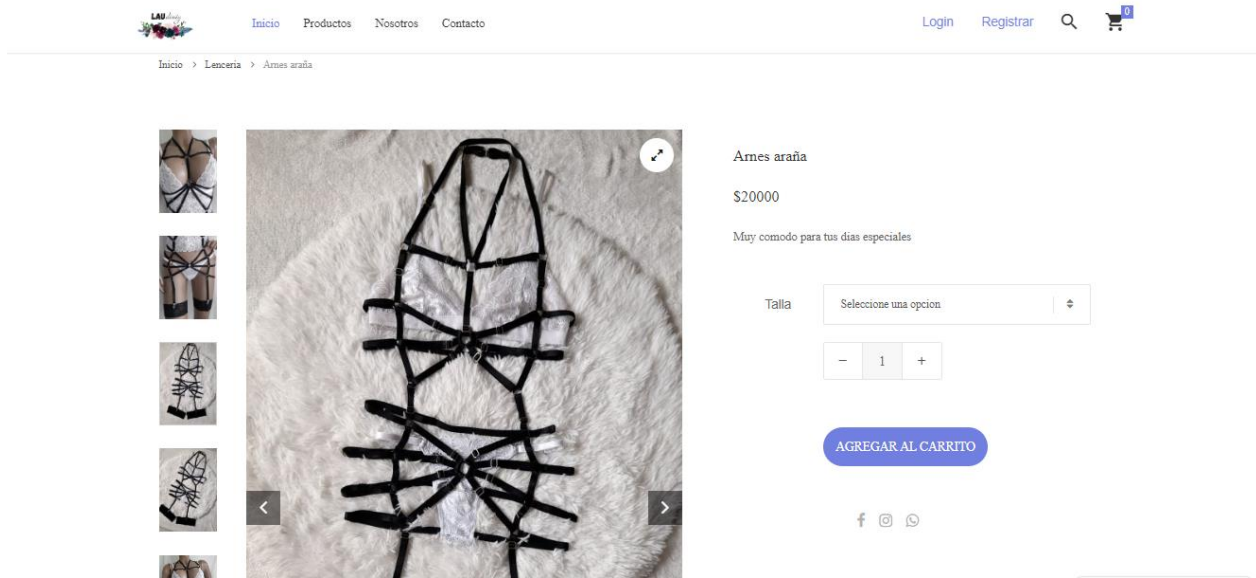 LAU
Inicio Productos Nosotros Contacto
Login Registrar 0
Inicio > Lenceria > Arnes araña
Arnes araña
$20000
Muy comodo para tus dias especiales
Talla Seleccione una opcion
− 1 +
AGREGAR AL CARRITO